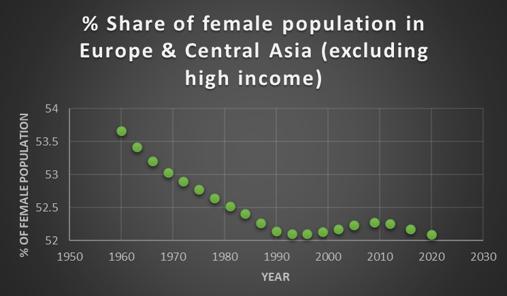 % Share of female population in
Europe & Central Asia (excluding
high income)
% OF FEMALE POPULATION
54
53.5
53
52.5
52
1950 1960 1970 1980 1990 2000 2010 2020 2030
YEAR